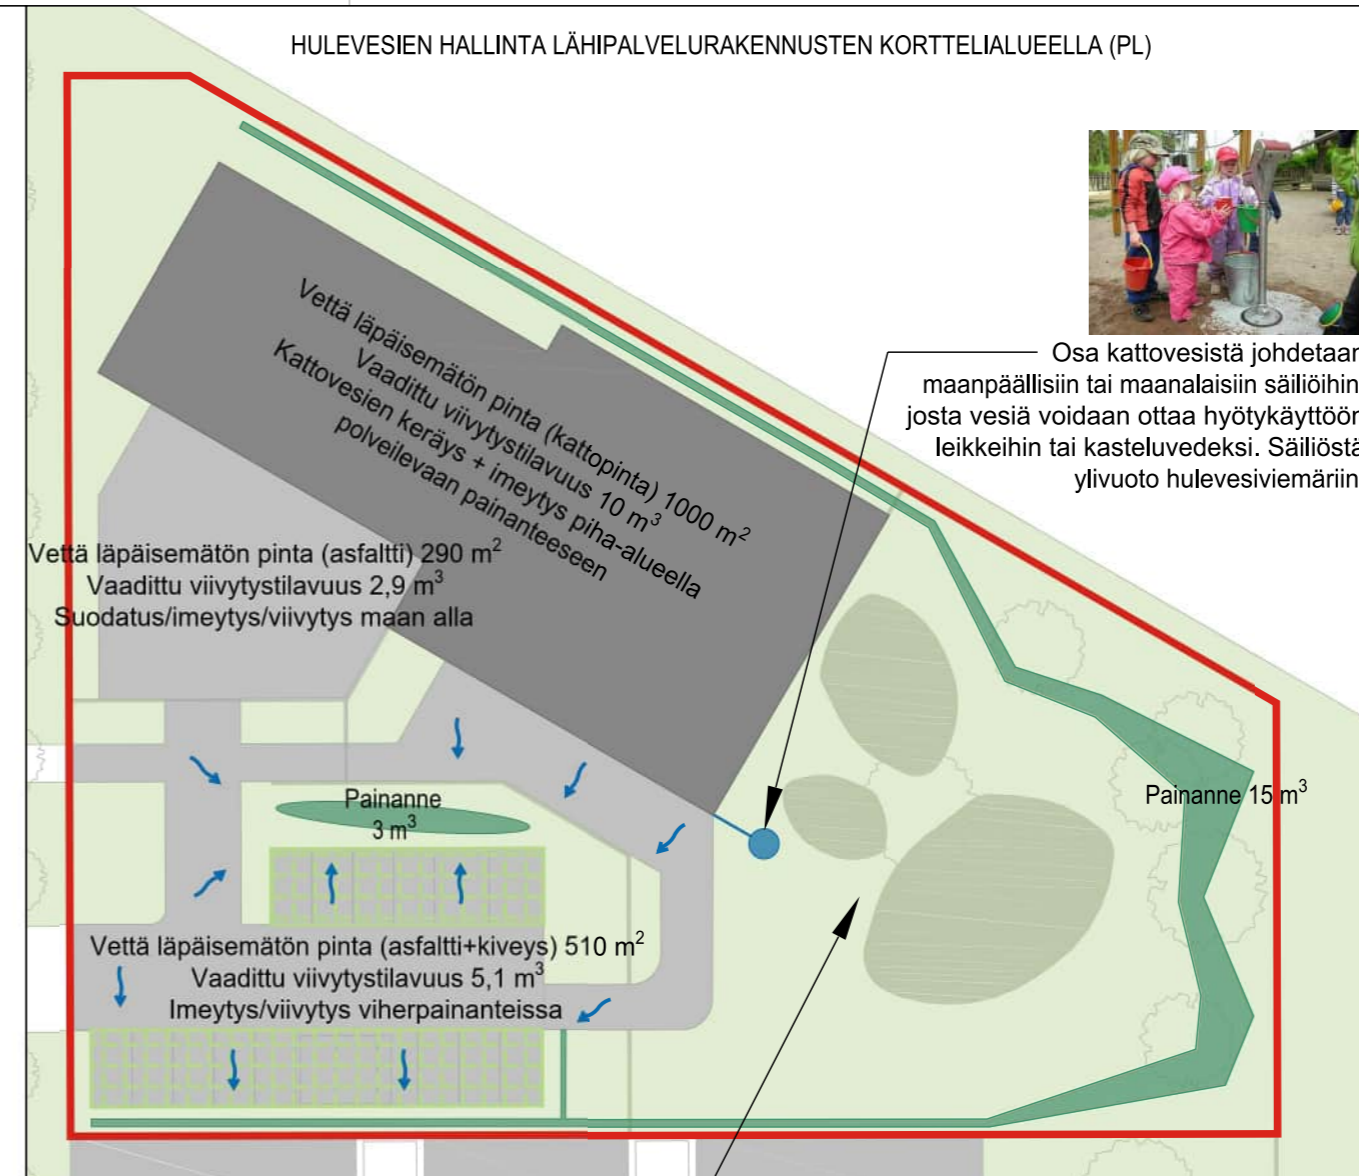 HULEVESIEN HALLINTA LÄHIPALVELURAKENNUSTEN KORTTELIALUEELLA (PL)
Vettä läpäisemätön pinta (kattopinta) 1000 m²
Vaadittu viivytystilavuus 10 m³
Kattovesien keräys + imeytys piha-alueella
polveilevaan painanteeseen
Osa kattovesistä johdetaan
maanpäällisiin tai maanalaisiin säiliöihin
josta vesiä voidaan ottaa hyötykäyttöön
leikkeihin tai kasteluvedeksi. Säiliöstä
ylivuoto hulevesiviemäriin
Vettä läpäisemätön pinta (asfaltti) 290 m²
Vaadittu viivytystilavuus 2,9 m³
Suodatus/imeytys/viivytys maan alla
Painanne
3 m³
Painanne 15 m³
Vettä läpäisemätön pinta (asfaltti+kiveys) 510 m²
Vaadittu viivytystilavuus 5,1 m³
Imeytys/viivytys viherpainanteissa